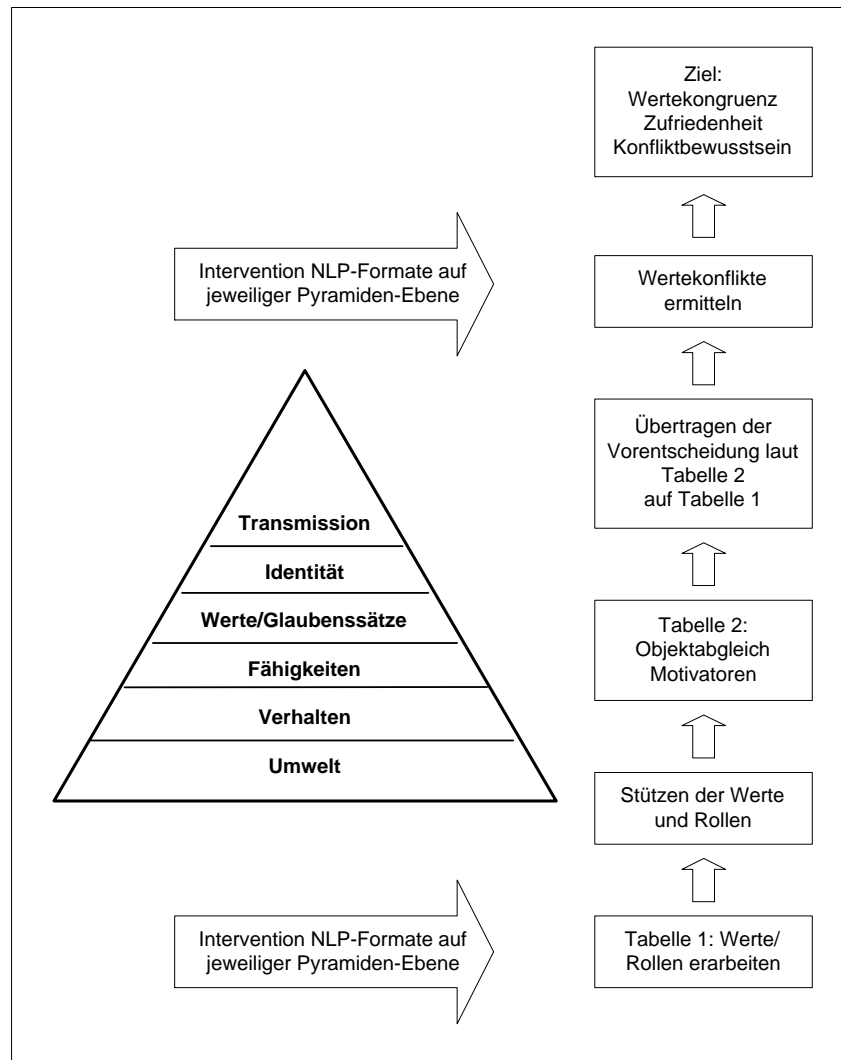 Ziel:
Wertekongruenz
Zufriedenheit
Konfliktbewusstsein
Intervention NLP-Formate auf
jeweiliger Pyramiden-Ebene
Wertekonflikte
ermitteln
Übertragen der
Vorentscheidung laut
Tabelle 2
auf Tabelle 1
Transmission
Identität
Werte/Glaubenssätze
Fähigkeiten
Verhalten
Umwelt
Tabelle 2:
Objektabgleich
Motivatoren
Stützen der Werte
und Rollen
Intervention NLP-Formate auf
jeweiliger Pyramiden-Ebene
Tabelle 1: Werte/
Rollen erarbeiten